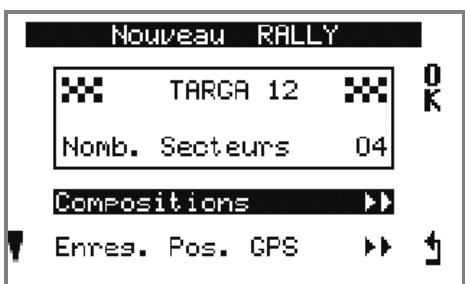 Nouveau RALLY
TARGA 12
OK
Nomb. Secteurs 04
Compositions
Enreg. Pos. GPS